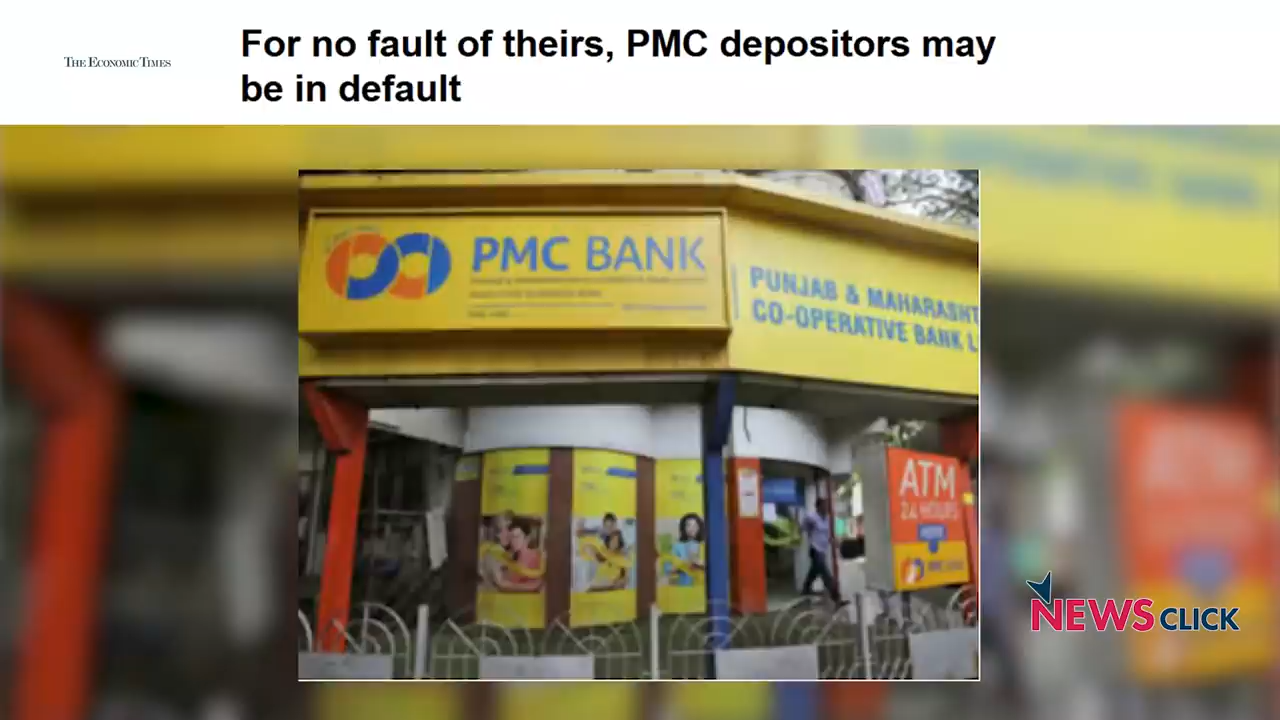 THE ECONOMIC TIMES
For no fault of theirs, PMC depositors may
be in default
PMC BANK
PUNJAB & MAHARASHT
CO-OPERATIVE BANK L
ATM
24 HOURS
NEWSCLICK